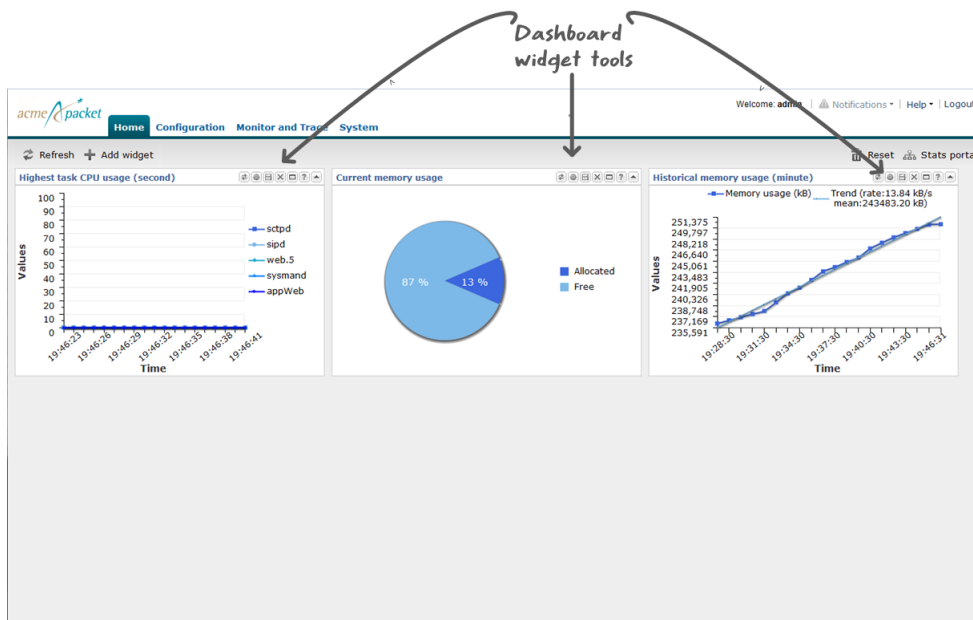 Dashboard
widget tools
acme packet
Welcome: admin | Notifications | Help | Logout
Home Configuration Monitor and Trace System
Refresh Add widget Reset Stats porta
Highest task CPU usage (second)
100
90
80
70
60
50
40
30
20
10
0
Values
sctpd
sipd
web.5
sysmand
appWeb
19:46:23 19:46:26 19:46:29 19:46:32 19:46:35 19:46:38 19:46:41
Time
Current memory usage
87 % 13 %
Allocated
Free
Historical memory usage (minute)
Memory usage (kB) Trend (rate:13.84 kB/s
mean:243483.20 kB)
251,375
249,797
248,218
246,640
245,061
243,483
241,905
240,326
238,748
237,169
235,591
Values
19:28:30 19:31:30 19:34:30 19:37:30 19:40:30 19:43:30 19:46:31
Time